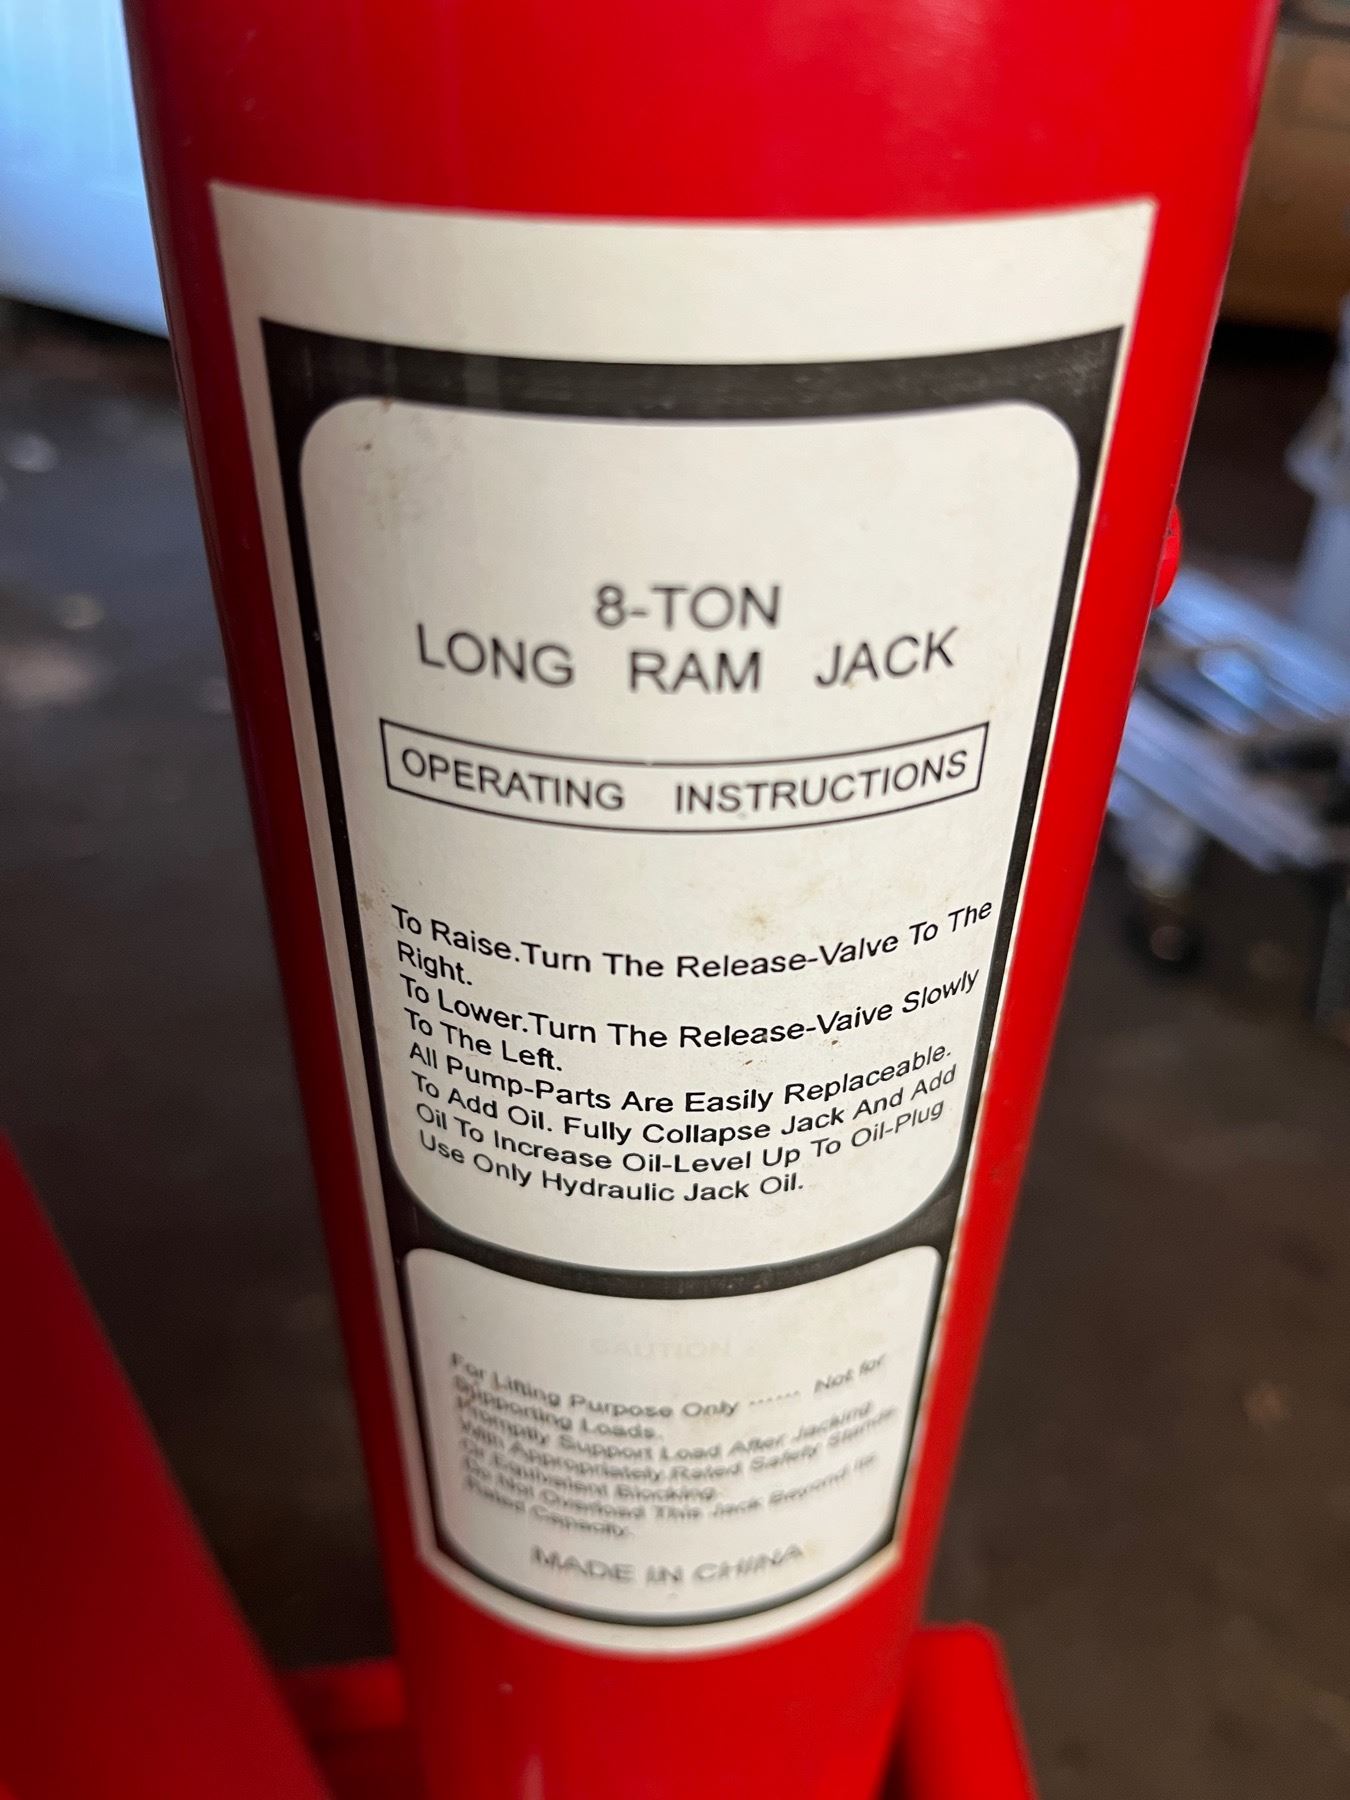 8-TON
LONG RAM JACK
OPERATING INSTRUCTIONS
To Raise.Turn The Release-Valve To The
Right.
To Lower.Turn The Release-Vaive Slowly
To The Left.
All Pump-Parts Are Easily Replaceable.
To Add Oil. Fully Collapse Jack And Add
Oil To Increase Oil-Level Up To Oil-Plug
Use Only Hydraulic Jack Oil.
CAUTION
For Lifting Purpose Only ...... Not for
Supporting Loads.
Promptly Support Load After Jacking
With Appropriately Rated Safety Stands
Or Equivalent Blocking.
Do Not Overload This Jack Beyond its
Rated Capacity.
MADE IN CHINA